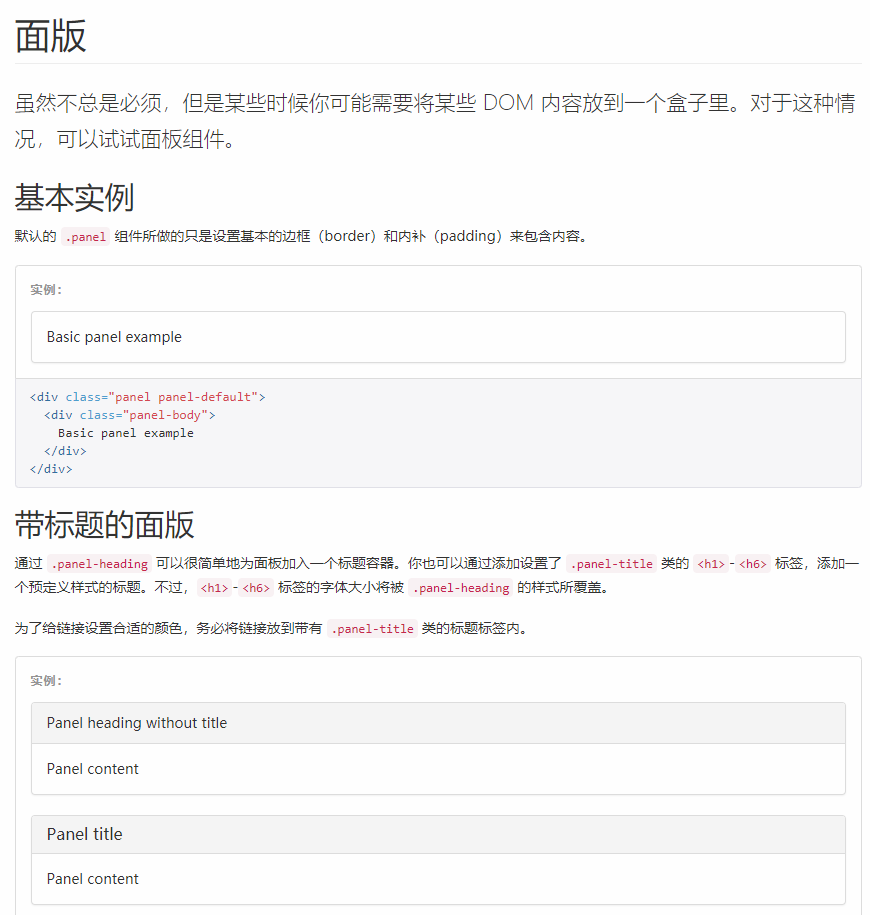 面版
虽然不总是必须，但是某些时候你可能需要将某些 DOM 内容放到一个盒子里。对于这种情
况，可以试试面板组件。
基本实例
默认的 .panel 组件所做的只是设置基本的边框（border）和内补（padding）来包含内容。
实例：
Basic panel example
<div class="panel panel-default">
  <div class="panel-body">
    Basic panel example
  </div>
</div>
带标题的面版
通过 .panel-heading 可以很简单地为面板加入一个标题容器。你也可以通过添加设置了 .panel-title 类的 <h1>-<h6> 标签，添加一
个预定义样式的标题。不过，<h1>-<h6> 标签的字体大小将被 .panel-heading 的样式所覆盖。
为了给链接设置合适的颜色，务必将链接放到带有 .panel-title 类的标题标签内。
实例：
Panel heading without title
Panel content
Panel title
Panel content